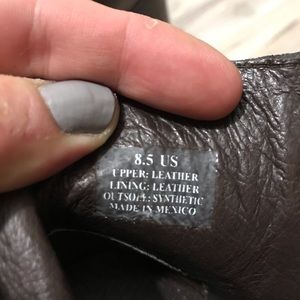 8.5 US
UPPER: LEATHER
LINING: LEATHER
OUTSOLE: SYNTHETIC
MADE IN MEXICO